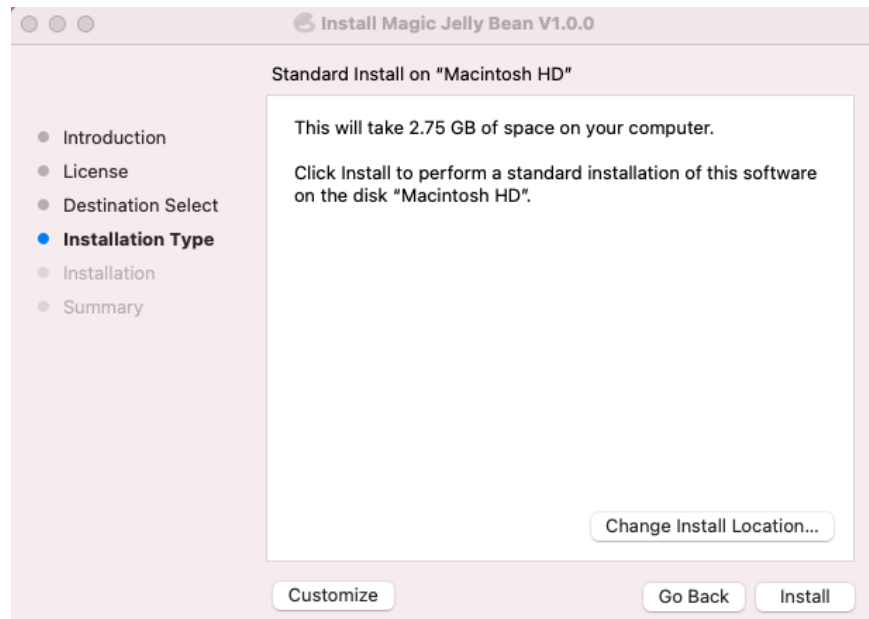 Install Magic Jelly Bean V1.0.0
Standard Install on “Macintosh HD”
Introduction
License
Destination Select
Installation Type
Installation
Summary
This will take 2.75 GB of space on your computer.
Click Install to perform a standard installation of this software
on the disk “Macintosh HD”.
Change Install Location...
Customize
Go Back
Install